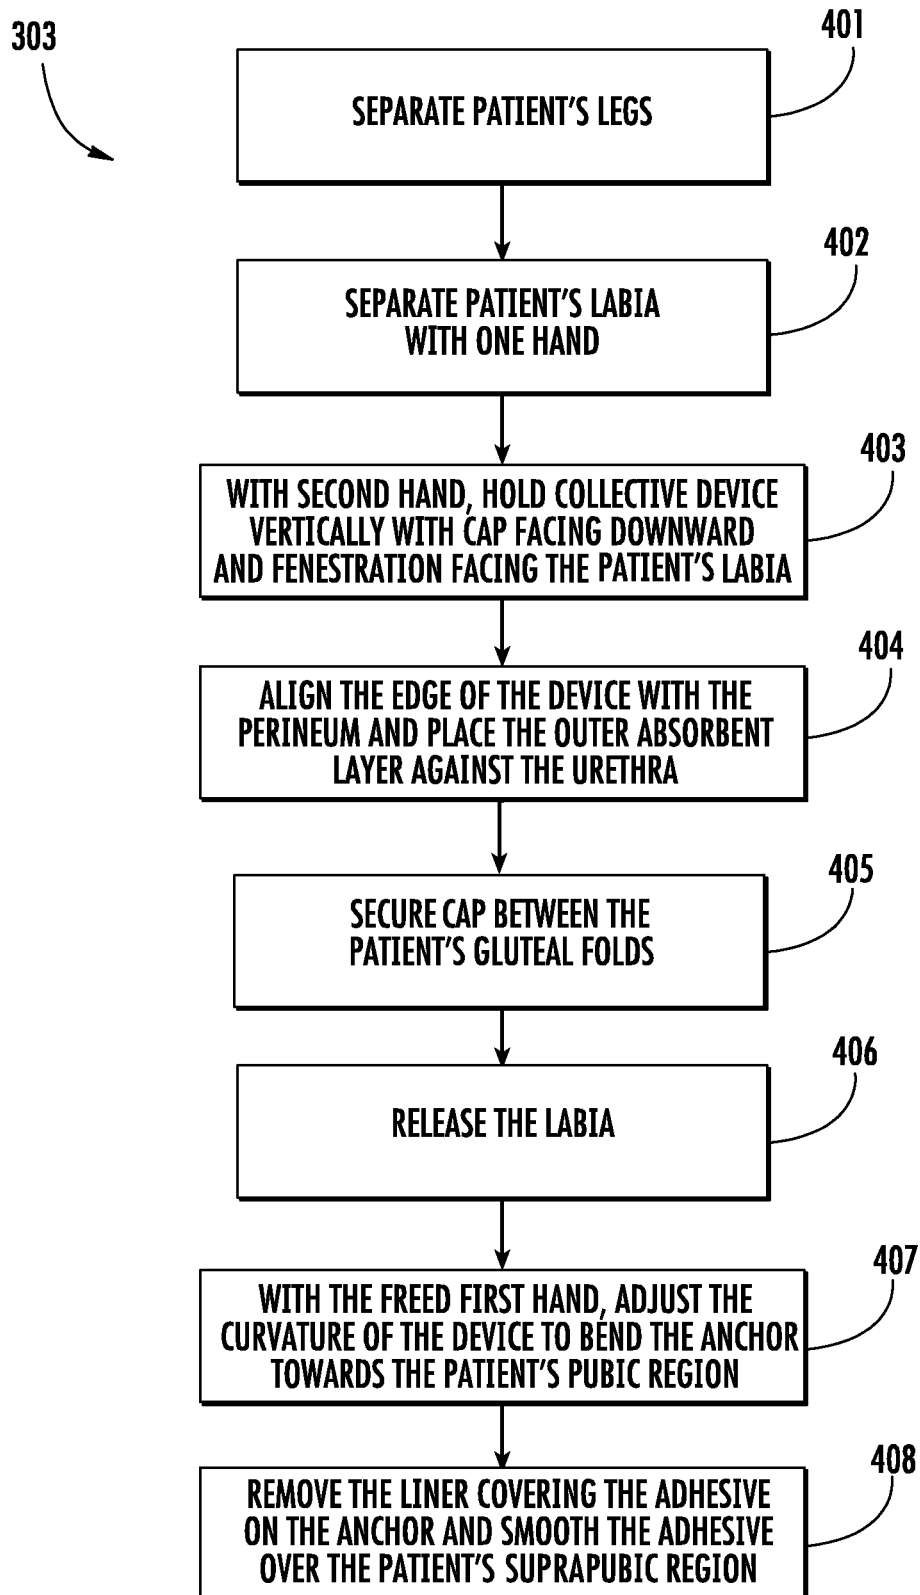 303
401
SEPARATE PATIENT'S LEGS
402
SEPARATE PATIENT'S LABIA
WITH ONE HAND
403
WITH SECOND HAND, HOLD COLLECTIVE DEVICE
VERTICALLY WITH CAP FACING DOWNWARD
AND FENESTRATION FACING THE PATIENT'S LABIA
404
ALIGN THE EDGE OF THE DEVICE WITH THE
PERINEUM AND PLACE THE OUTER ABSORBENT
LAYER AGAINST THE URETHRA
405
SECURE CAP BETWEEN THE
PATIENT'S GLUTEAL FOLDS
406
RELEASE THE LABIA
407
WITH THE FREED FIRST HAND, ADJUST THE
CURVATURE OF THE DEVICE TO BEND THE ANCHOR
TOWARDS THE PATIENT'S PUBIC REGION
408
REMOVE THE LINER COVERING THE ADHESIVE
ON THE ANCHOR AND SMOOTH THE ADHESIVE
OVER THE PATIENT'S SUPRAPUBIC REGION